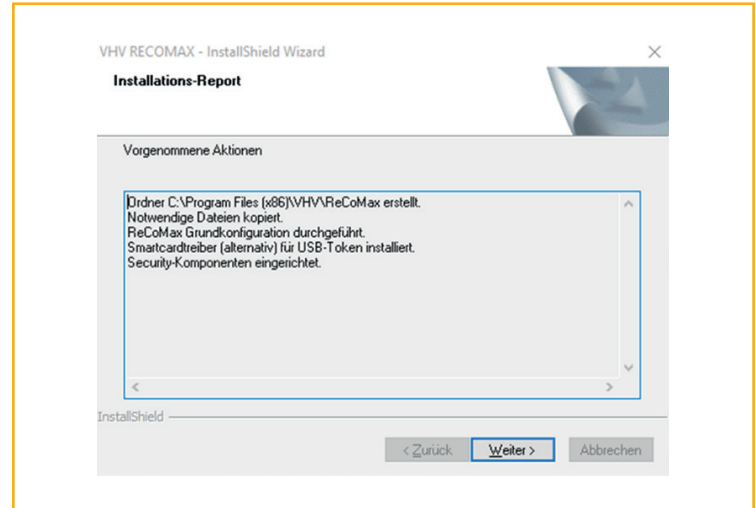 VHV RECOMAX - InstallShield Wizard
Installations-Report
Vorgenommene Aktionen
Ordner C:\Program Files (x86)\VHV\ReCoMax erstellt.
Notwendige Dateien kopiert.
ReCoMax Grundkonfiguration durchgeführt.
Smartcardtreiber (alternativ) für USB-Token installiert.
Security-Komponenten eingerichtet.
InstallShield
< Zurück Weiter > Abbrechen